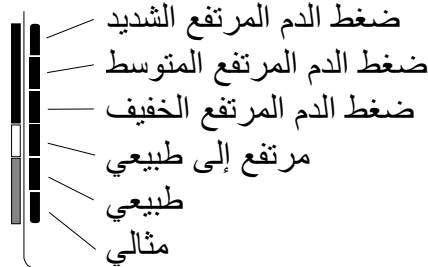 ضغط الدم المرتفع الشديد
ضغط الدم المرتفع المتوسط
ضغط الدم المرتفع الخفيف
مرتفع إلى طبيعي
طبيعي
مثالي